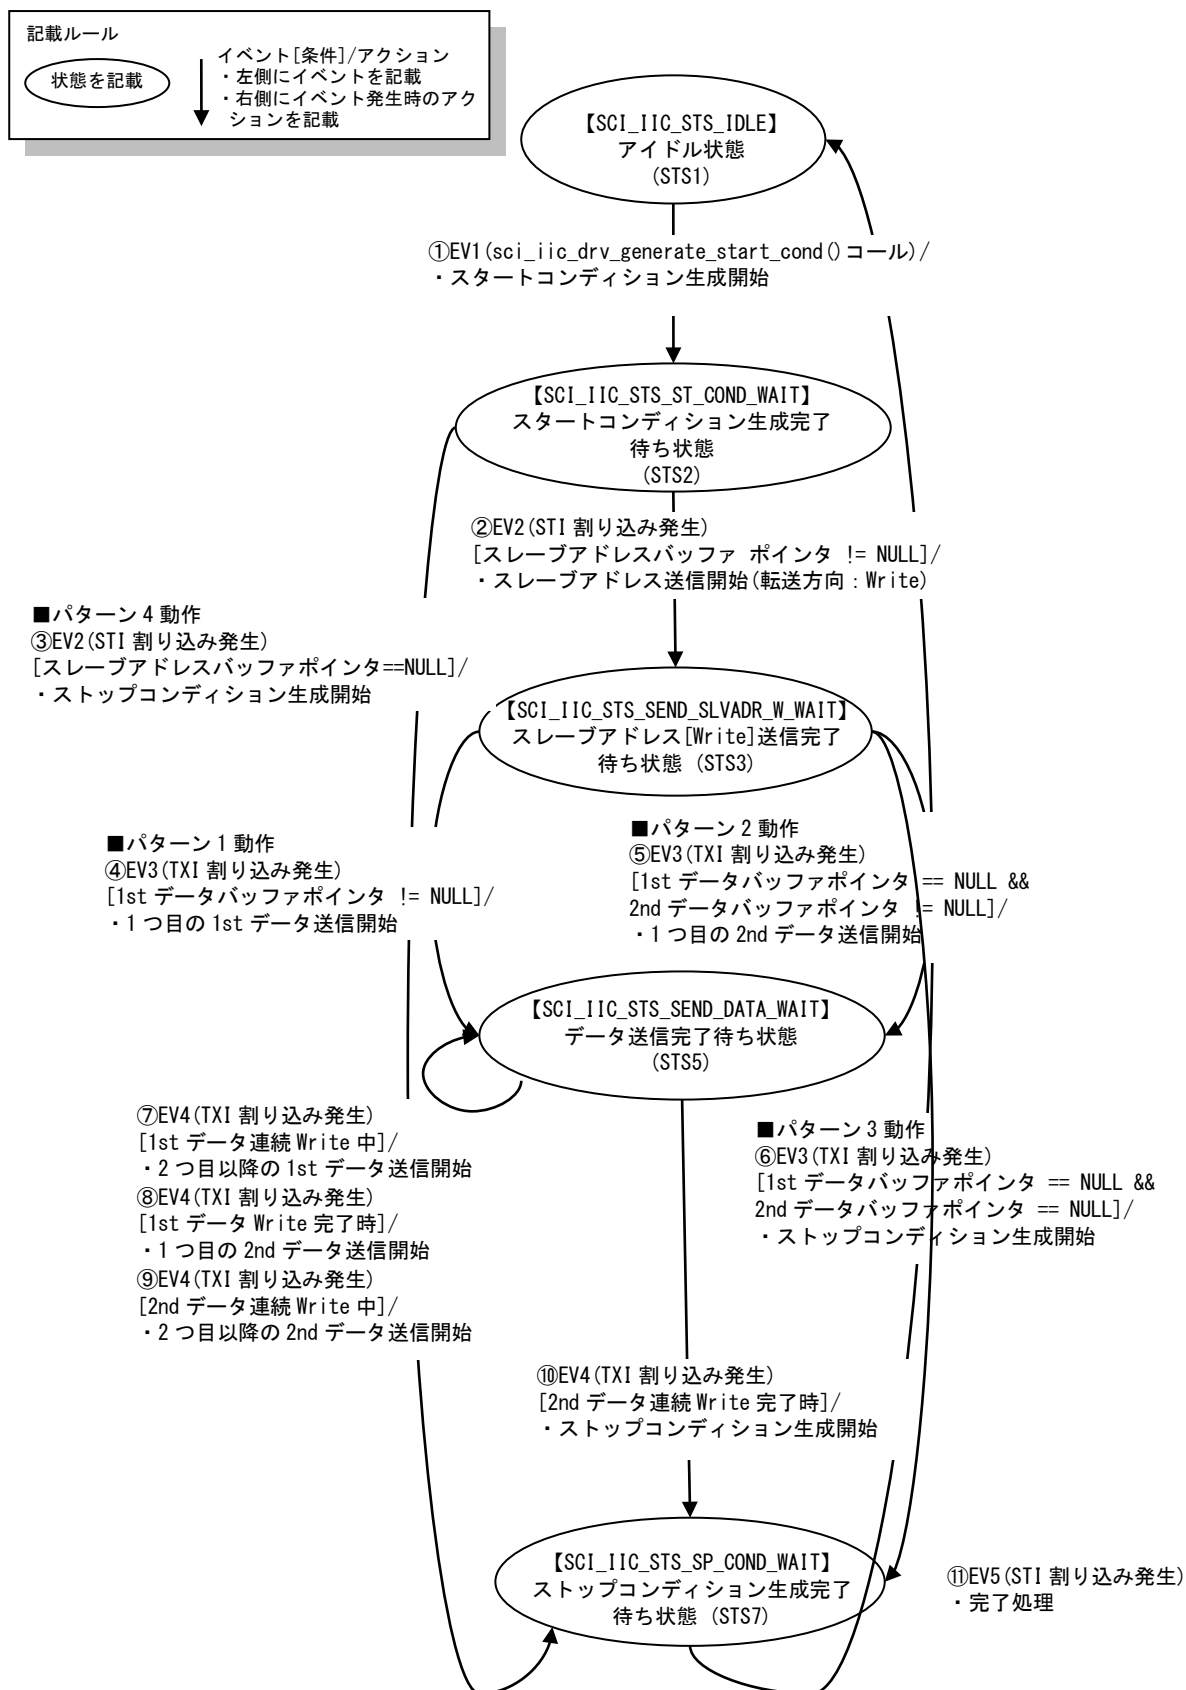 記載ルール
状態を記載
イベント[条件]/アクション
・左側にイベントを記載
・右側にイベント発生時のアク
ションを記載
【SCI_IIC_STS_IDLE】
アイドル状態
(STS1)
①EV1(sci_iic_drv_generate_start_cond()コール)/
・スタートコンディション生成開始
【SCI_IIC_STS_ST_COND_WAIT】
スタートコンディション生成完了
待ち状態
(STS2)
②EV2(STI 割り込み発生)
[スレーブアドレスバッファ ポインタ != NULL]/
・スレーブアドレス送信開始(転送方向:Write)
■パターン4動作
③EV2(STI 割り込み発生)
[スレーブアドレスバッファポインタ==NULL]/
・ストップコンディション生成開始
【SCI_IIC_STS_SEND_SLVADR_W_WAIT】
スレーブアドレス[Write]送信完了
待ち状態 (STS3)
■パターン1動作
④EV3(TXI 割り込み発生)
[1st データバッファポインタ != NULL]/
・1つ目の 1st データ送信開始
■パターン2動作
⑤EV3(TXI 割り込み発生)
[1st データバッファポインタ == NULL &&
2nd データバッファポインタ != NULL]/
・1つ目の 2nd データ送信開始
【SCI_IIC_STS_SEND_DATA_WAIT】
データ送信完了待ち状態
(STS5)
⑦EV4(TXI 割り込み発生)
[1st データ連続 Write 中]/
・2つ目以降の 1st データ送信開始
⑧EV4(TXI 割り込み発生)
[1st データ Write 完了時]/
・1つ目の 2nd データ送信開始
⑨EV4(TXI 割り込み発生)
[2nd データ連続 Write 中]/
・2つ目以降の 2nd データ送信開始
■パターン3動作
⑥EV3(TXI 割り込み発生)
[1st データバッファポインタ == NULL &&
2nd データバッファポインタ == NULL]/
・ストップコンディション生成開始
⑩EV4(TXI 割り込み発生)
[2nd データ連続 Write 完了時]/
・ストップコンディション生成開始
【SCI_IIC_STS_SP_COND_WAIT】
ストップコンディション生成完了
待ち状態 (STS7)
⑪EV5(STI 割り込み発生)
・完了処理